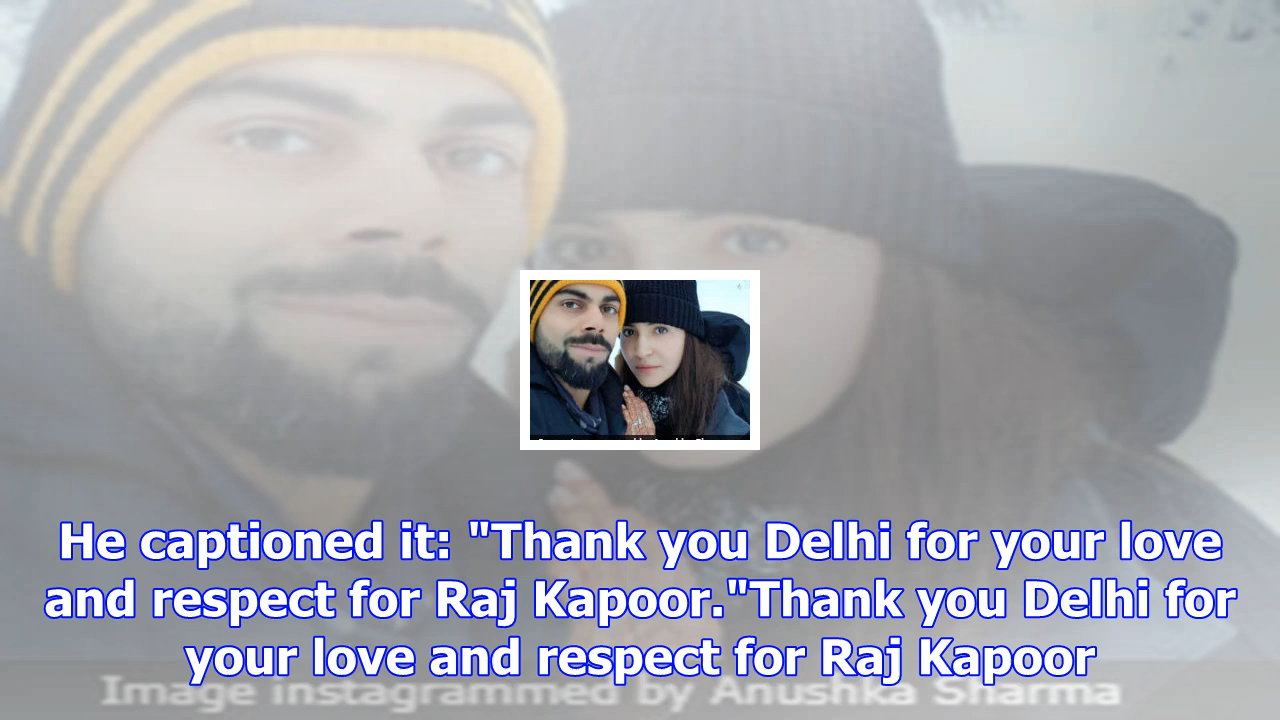 He captioned it: "Thank you Delhi for your love
and respect for Raj Kapoor."Thank you Delhi for
your love and respect for Raj Kapoor
Image instagrammed by Anushka Sharma